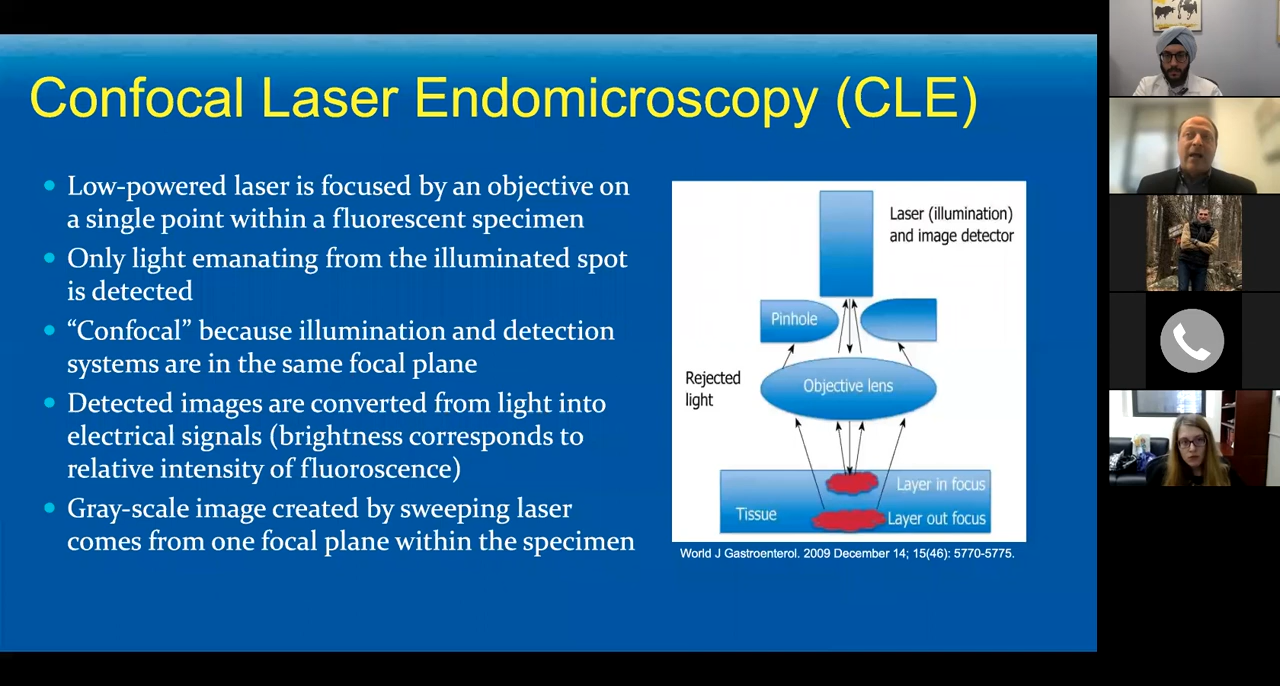 Confocal Laser Endomicroscopy (CLE)
Low-powered laser is focused by an objective on
a single point within a fluorescent specimen
Only light emanating from the illuminated spot
is detected
“Confocal” because illumination and detection
systems are in the same focal plane
Detected images are converted from light into
electrical signals (brightness corresponds to
relative intensity of fluoroscence)
Gray-scale image created by sweeping laser
comes from one focal plane within the specimen
Laser (illumination)
and image detector
Pinhole
Rejected
light
Objective lens
Layer in focus
Tissue
Layer out focus
World J Gastroenterol. 2009 December 14; 15(46): 5770-5775.